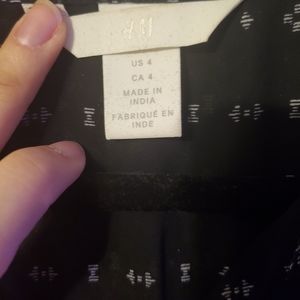 H&M
US 4
CA 4
MADE IN
INDIA
FABRIQUÉ EN
INDE